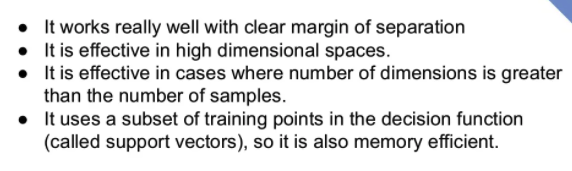 ● It works really well with clear margin of separation
● It is effective in high dimensional spaces.
● It is effective in cases where number of dimensions is greater
than the number of samples.
● It uses a subset of training points in the decision function
(called support vectors), so it is also memory efficient.